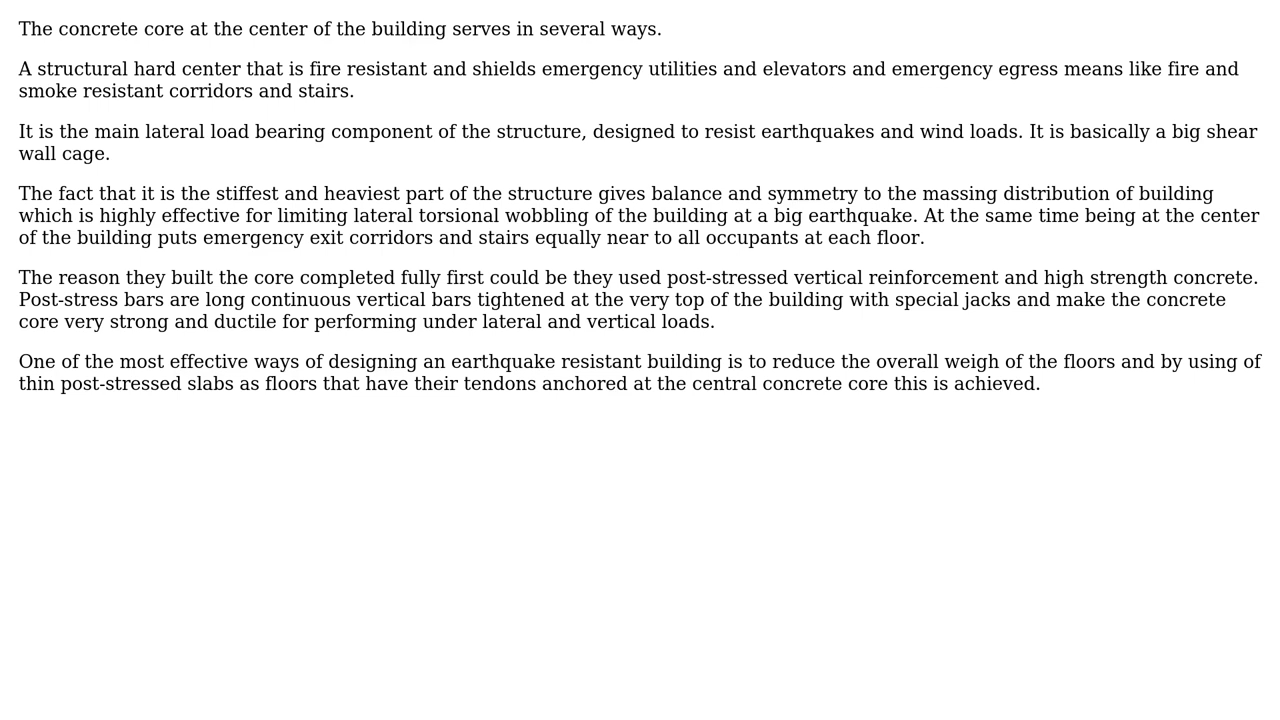 The concrete core at the center of the building serves in several ways.
A structural hard center that is fire resistant and shields emergency utilities and elevators and emergency egress means like fire and
smoke resistant corridors and stairs.
It is the main lateral load bearing component of the structure, designed to resist earthquakes and wind loads. It is basically a big shear
wall cage.
The fact that it is the stiffest and heaviest part of the structure gives balance and symmetry to the massing distribution of building
which is highly effective for limiting lateral torsional wobbling of the building at a big earthquake. At the same time being at the center
of the building puts emergency exit corridors and stairs equally near to all occupants at each floor.
The reason they built the core completed fully first could be they used post-stressed vertical reinforcement and high strength concrete.
Post-stress bars are long continuous vertical bars tightened at the very top of the building with special jacks and make the concrete
core very strong and ductile for performing under lateral and vertical loads.
One of the most effective ways of designing an earthquake resistant building is to reduce the overall weigh of the floors and by using of
thin post-stressed slabs as floors that have their tendons anchored at the central concrete core this is achieved.